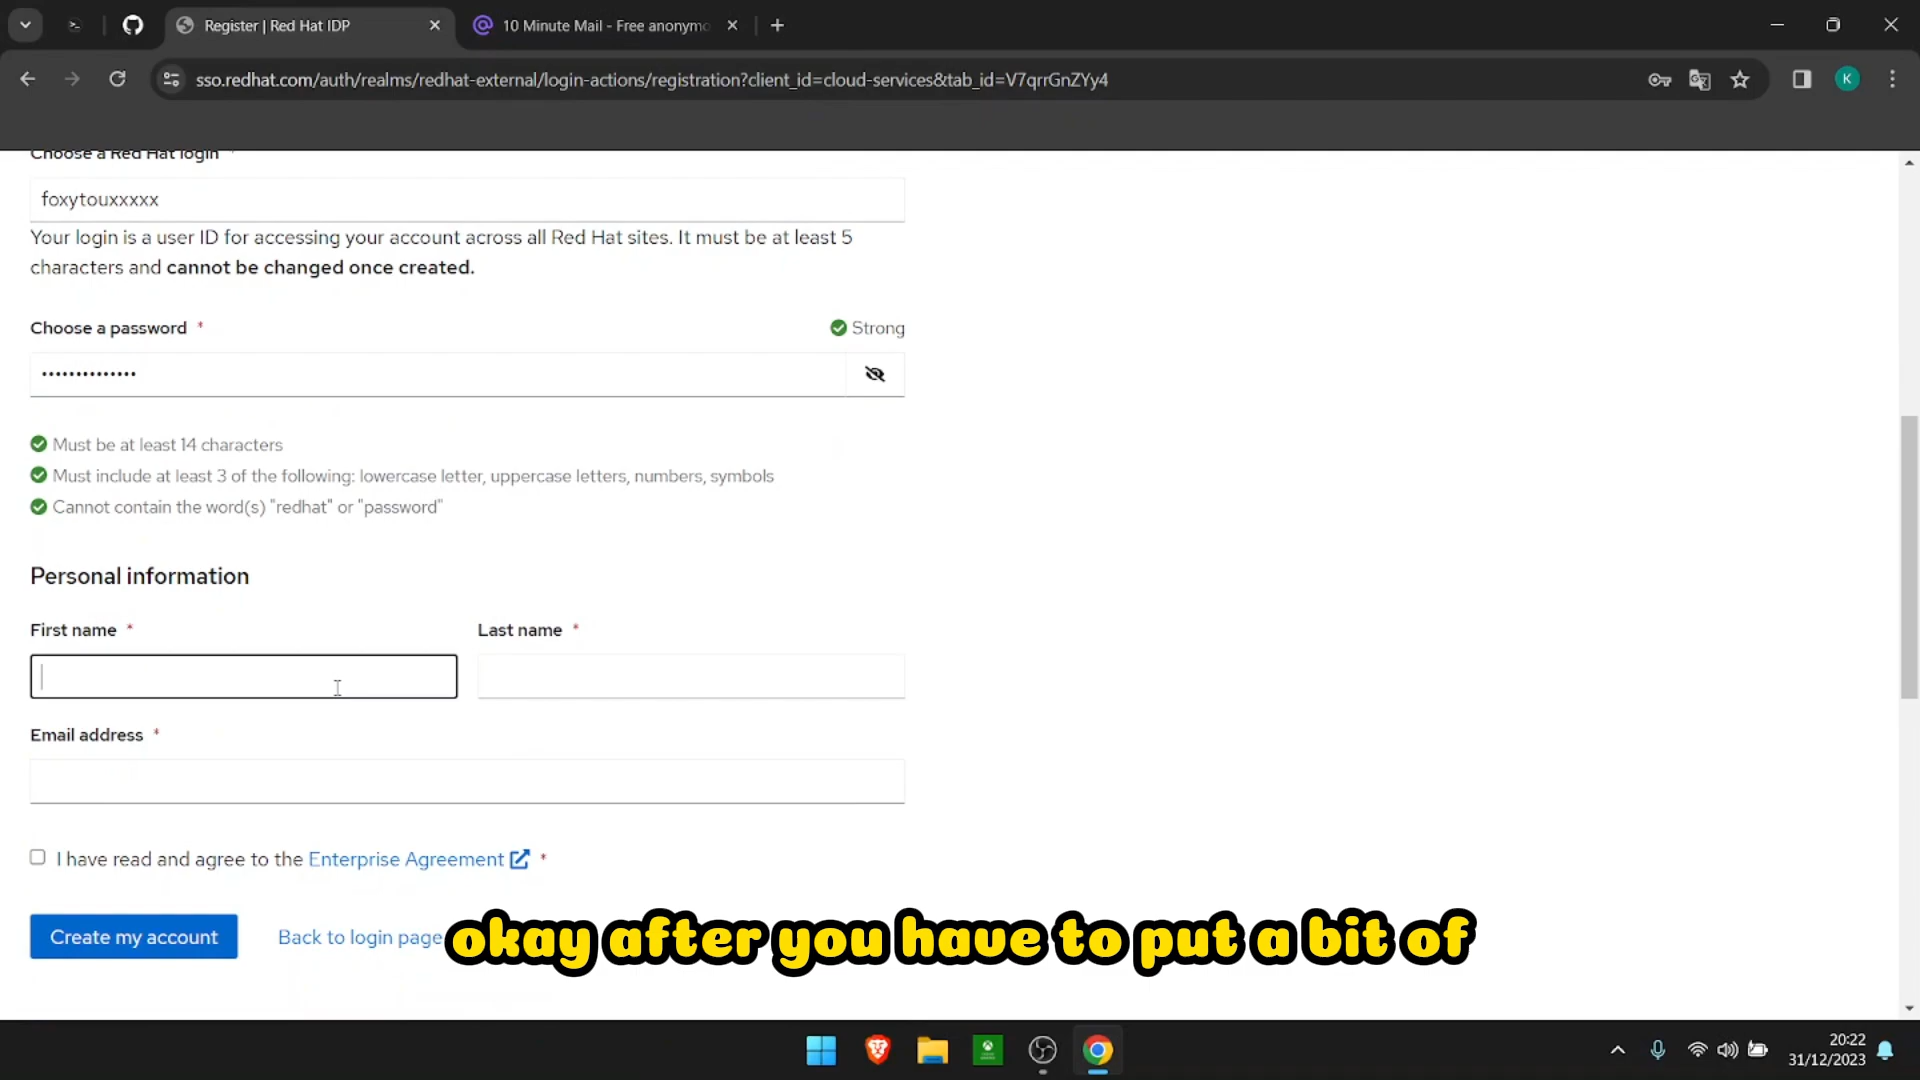 Register | Red Hat IDP
10 Minute Mail - Free anonymo
sso.redhat.com/auth/realms/redhat-external/login-actions/registration?client_id=cloud-services&tab_id=V7qrrGnZYy4
K
Choose a Red Hat login *
foxytouxxxxx
Your login is a user ID for accessing your account across all Red Hat sites. It must be at least 5
characters and cannot be changed once created.
Choose a password * Strong
••••••••••••••
Must be at least 14 characters
Must include at least 3 of the following: lowercase letter, uppercase letters, numbers, symbols
Cannot contain the word(s) "redhat" or "password"
Personal information
First name * Last name *
Email address *
I have read and agree to the Enterprise Agreement *
Create my account Back to login page
okay after you have to put a bit of
20:22
31/12/2023